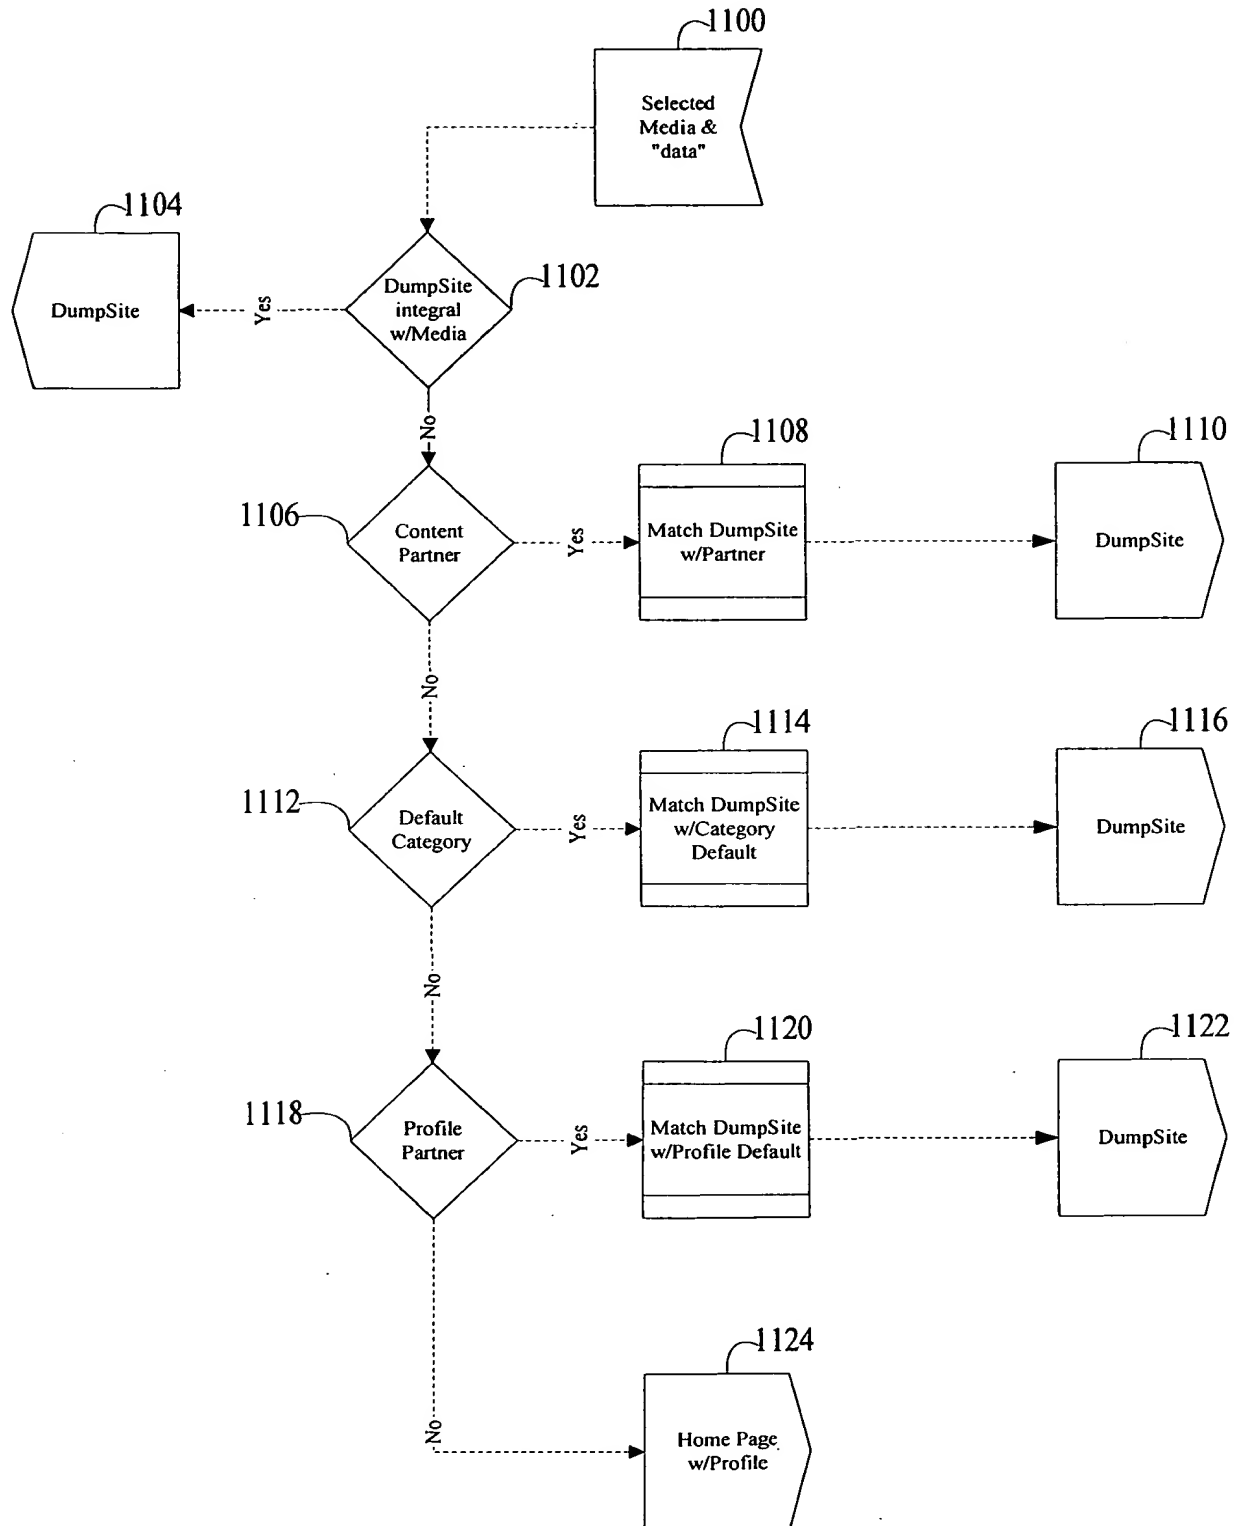 1100
Selected
Media &
"data"
1104
DumpSite
Yes
DumpSite
integral
w/Media
1102
No
1106
Content
Partner
Yes
1108
Match DumpSite
w/Partner
1110
DumpSite
No
1112
Default
Category
Yes
1114
Match DumpSite
w/Category
Default
1116
DumpSite
No
1118
Profile
Partner
Yes
1120
Match DumpSite
w/Profile Default
1122
DumpSite
No
1124
Home Page
w/Profile